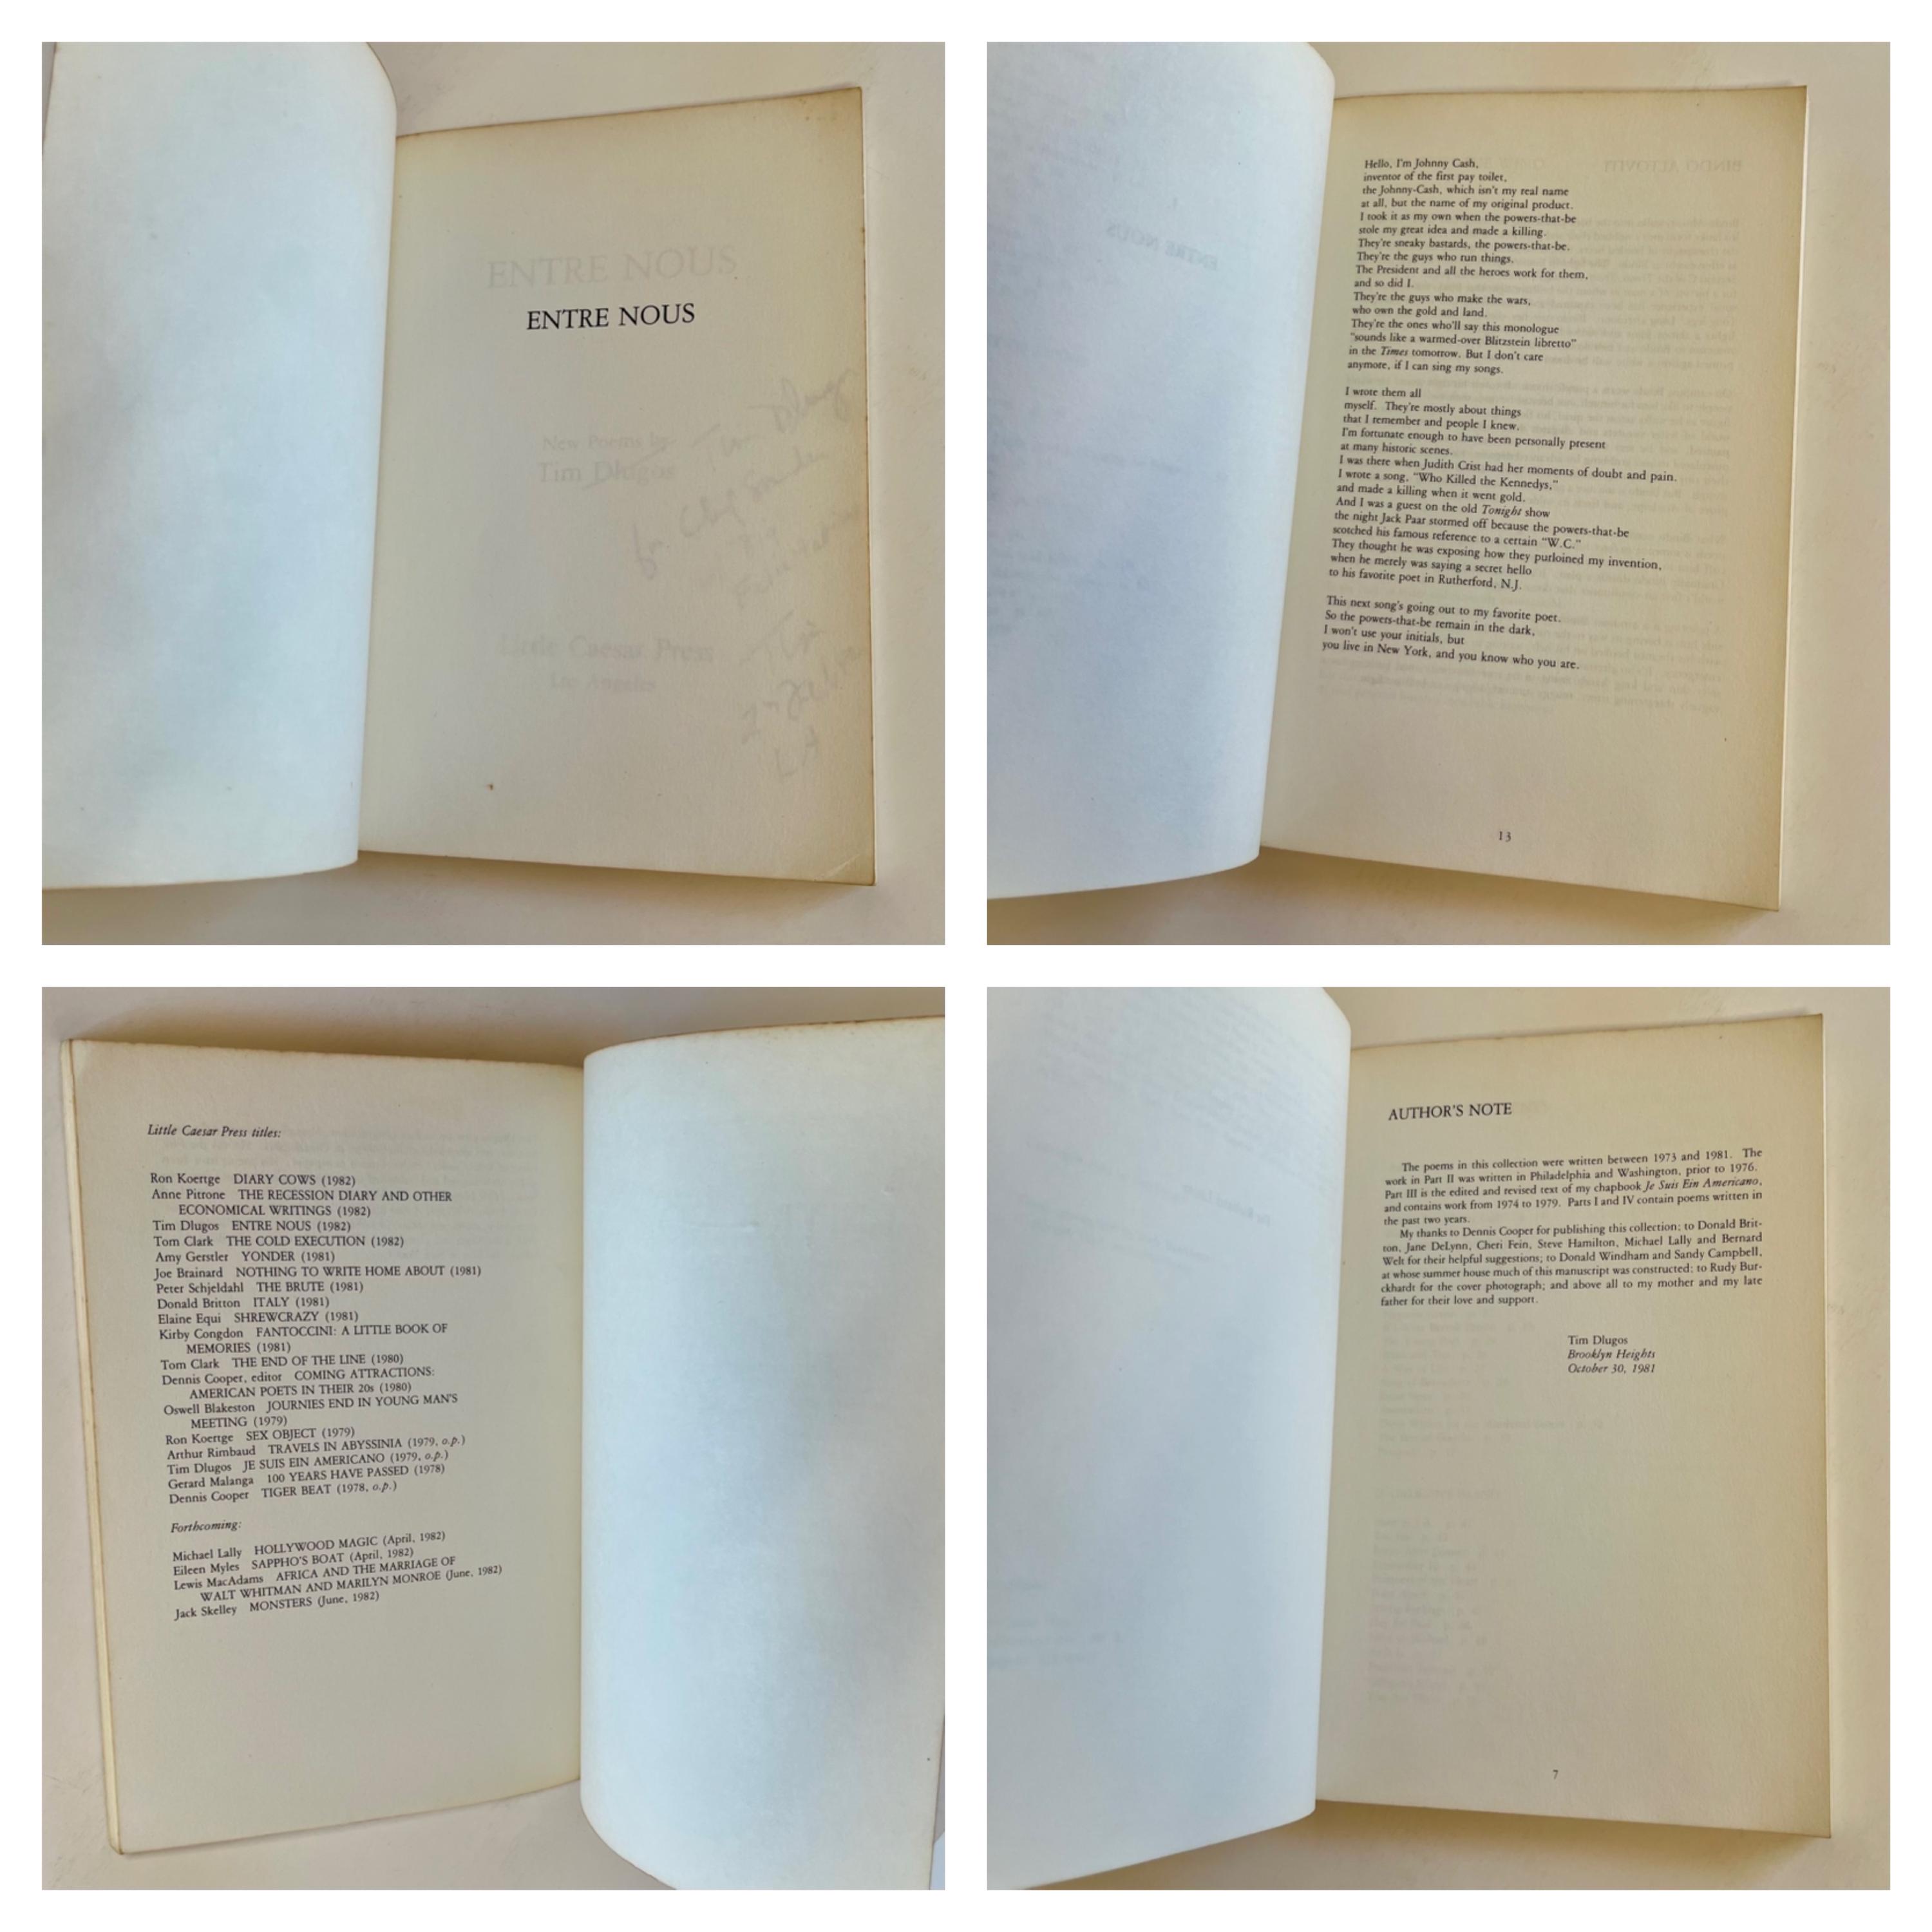 ENTRE NOUS
ENTRE NOUS
New Poems by
Tim Dlugos
Little Caesar Press
Los Angeles
Hello, I'm Johnny Cash,
inventor of the first pay toilet,
the Johnny-Cash, which isn't my real name
at all, but the name of my original product.
I took it as my own when the powers-that-be
stole my great idea and made a killing.
They're sneaky bastards, the powers-that-be.
They're the guys who run things.
The President and all the heroes work for them,
and so did I.
They're the guys who make the wars,
who own the gold and land.
They're the ones who'll say this monologue
"sounds like a warmed-over Blitzstein libretto"
in the Times tomorrow. But I don't care
anymore, if I can sing my songs.
I wrote them all
myself. They're mostly about things
that I remember and people I knew.
I'm fortunate enough to have been personally present
at many historic scenes.
I was there when Judith Crist had her moments of doubt and pain.
I wrote a song, "Who Killed the Kennedys,"
and made a killing when it went gold.
And I was a guest on the old Tonight show
the night Jack Paar stormed off because the powers-that-be
scotched his famous reference to a certain "W.C."
They thought he was exposing how they purloined my invention,
when he merely was saying a secret hello
to his favorite poet in Rutherford, N.J.
This next song's going out to my favorite poet.
So the powers-that-be remain in the dark,
I won't use your initials, but
you live in New York, and you know who you are.
13
Little Caesar Press titles:
Ron Koertge DIARY COWS (1982)
Anne Pitrone THE RECESSION DIARY AND OTHER
ECONOMICAL WRITINGS (1982)
Tim Dlugos ENTRE NOUS (1982)
Tom Clark THE COLD EXECUTION (1982)
Amy Gerstler YONDER (1981)
Joe Brainard NOTHING TO WRITE HOME ABOUT (1981)
Peter Schjeldahl THE BRUTE (1981)
Donald Britton ITALY (1981)
Elaine Equi SHREWCRAZY (1981)
Kirby Congdon FANTOCCINI: A LITTLE BOOK OF
MEMORIES (1981)
Tom Clark THE END OF THE LINE (1980)
Dennis Cooper, editor COMING ATTRACTIONS:
AMERICAN POETS IN THEIR 20s (1980)
Oswell Blakeston JOURNIES END IN YOUNG MAN'S
MEETING (1979)
Ron Koertge SEX OBJECT (1979)
Arthur Rimbaud TRAVELS IN ABYSSINIA (1979, o.p.)
Tim Dlugos JE SUIS EIN AMERICANO (1979, o.p.)
Gerard Malanga 100 YEARS HAVE PASSED (1978)
Dennis Cooper TIGER BEAT (1978, o.p.)
Forthcoming:
Michael Lally HOLLYWOOD MAGIC (April, 1982)
Eileen Myles SAPPHO'S BOAT (April, 1982)
Lewis MacAdams AFRICA AND THE MARRIAGE OF
WALT WHITMAN AND MARILYN MONROE (June, 1982)
Jack Skelley MONSTERS (June, 1982)
AUTHOR'S NOTE
The poems in this collection were written between 1973 and 1981. The
work in Part II was written in Philadelphia and Washington, prior to 1976.
Part III is the edited and revised text of my chapbook Je Suis Ein Americano,
and contains work from 1974 to 1979. Parts I and IV contain poems written in
the past two years.
My thanks to Dennis Cooper for publishing this collection; to Donald Brit-
ton, Jane DeLynn, Cheri Fein, Steve Hamilton, Michael Lally and Bernard
Welt for their helpful suggestions; to Donald Windham and Sandy Campbell,
at whose summer house much of this manuscript was constructed; to Rudy Bur-
ckhardt for the cover photograph; and above all to my mother and my late
father for their love and support.
Tim Dlugos
Brooklyn Heights
October 30, 1981
7